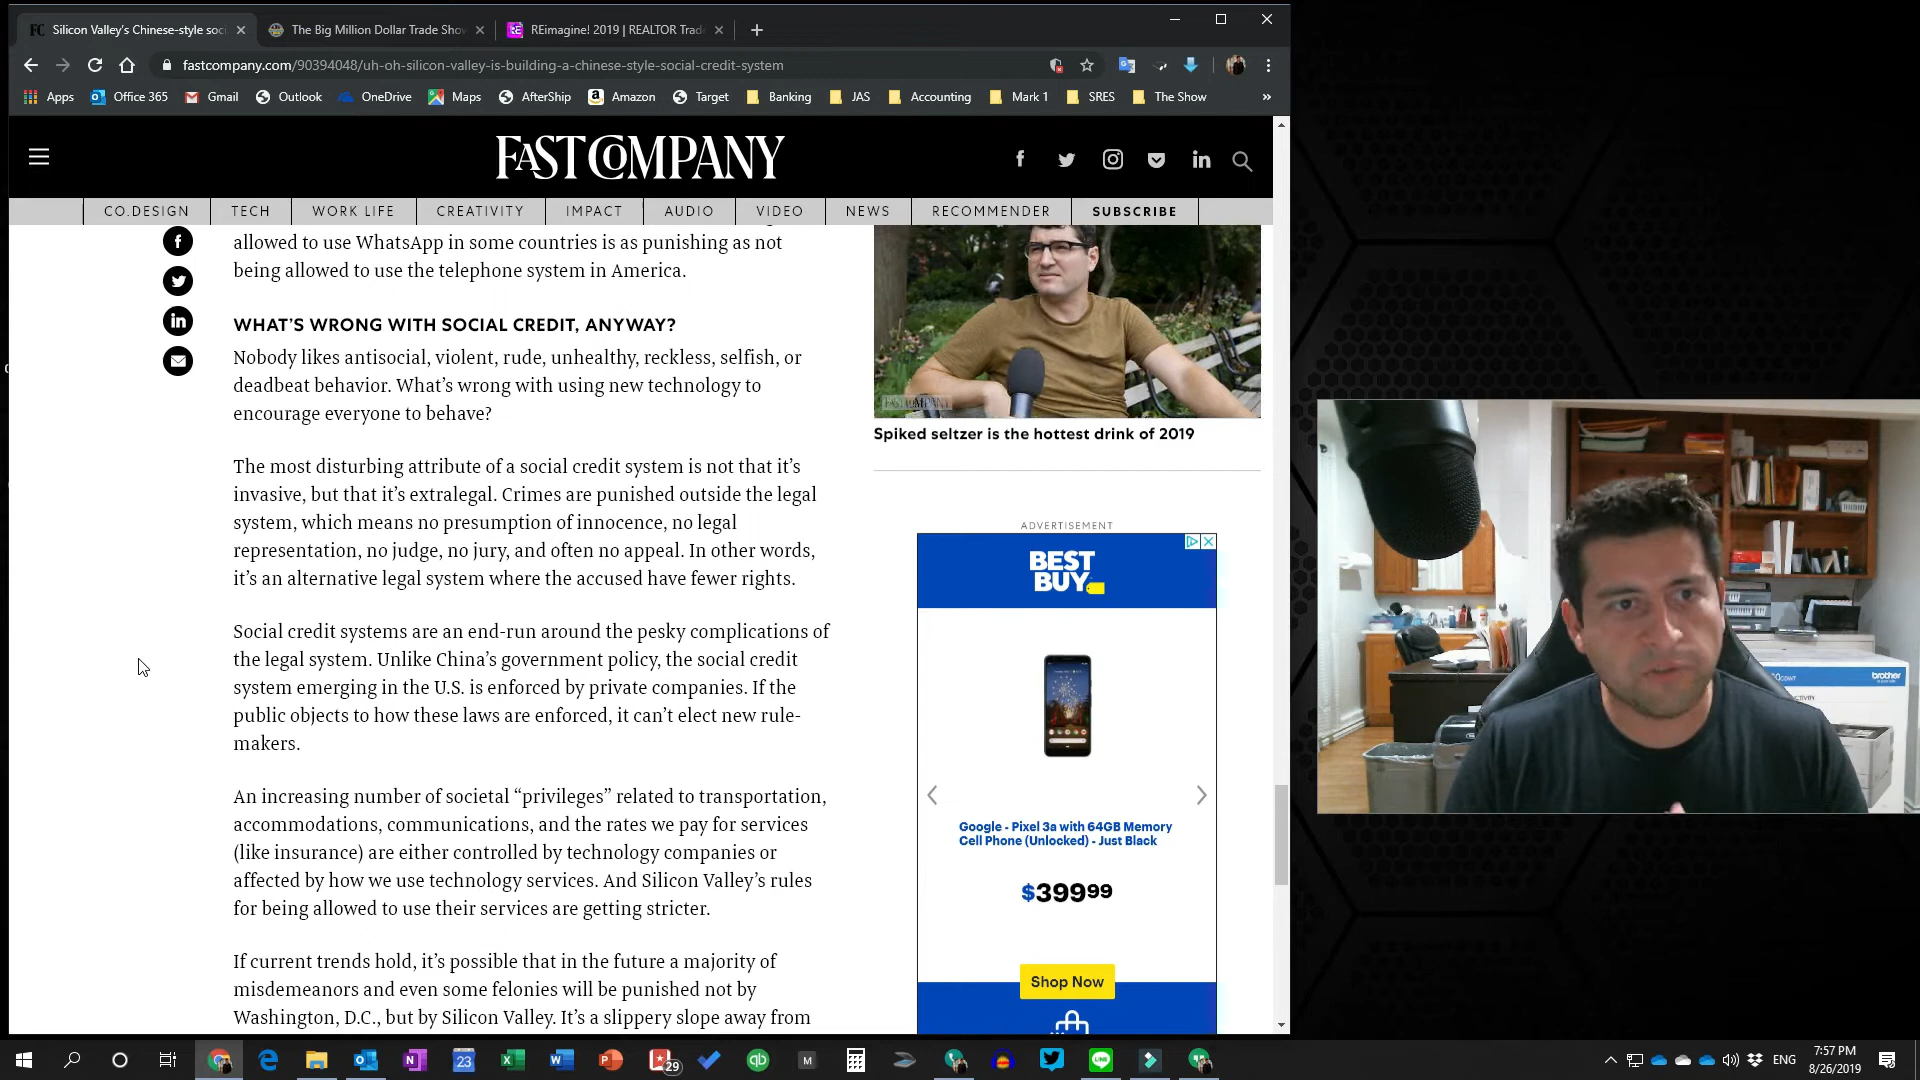 Silicon Valley's Chinese-style soci
The Big Million Dollar Trade Show
REimagine! 2019 | REALTOR Trade
fastcompany.com/90394048/uh-oh-silicon-valley-is-building-a-chinese-style-social-credit-system
Apps Office 365 Gmail Outlook OneDrive Maps AfterShip Amazon Target Banking JAS Accounting Mark 1 SRES The Show »
FAST COMPANY
CO.DESIGN TECH WORK LIFE CREATIVITY IMPACT AUDIO VIDEO NEWS RECOMMENDER SUBSCRIBE
allowed to use WhatsApp in some countries is as punishing as not
being allowed to use the telephone system in America.
WHAT'S WRONG WITH SOCIAL CREDIT, ANYWAY?
Nobody likes antisocial, violent, rude, unhealthy, reckless, selfish, or
deadbeat behavior. What's wrong with using new technology to
encourage everyone to behave?
The most disturbing attribute of a social credit system is not that it's
invasive, but that it's extralegal. Crimes are punished outside the legal
system, which means no presumption of innocence, no legal
representation, no judge, no jury, and often no appeal. In other words,
it's an alternative legal system where the accused have fewer rights.
Social credit systems are an end-run around the pesky complications of
the legal system. Unlike China's government policy, the social credit
system emerging in the U.S. is enforced by private companies. If the
public objects to how these laws are enforced, it can't elect new rule-
makers.
An increasing number of societal “privileges” related to transportation,
accommodations, communications, and the rates we pay for services
(like insurance) are either controlled by technology companies or
affected by how we use technology services. And Silicon Valley's rules
for being allowed to use their services are getting stricter.
If current trends hold, it's possible that in the future a majority of
misdemeanors and even some felonies will be punished not by
Washington, D.C., but by Silicon Valley. It's a slippery slope away from
FAST COMPANY
Spiked seltzer is the hottest drink of 2019
ADVERTISEMENT
BEST
BUY
Google - Pixel 3a with 64GB Memory
Cell Phone (Unlocked) - Just Black
$399⁹⁹
Shop Now
brother
23
29
M
ENG
7:57 PM
8/26/2019